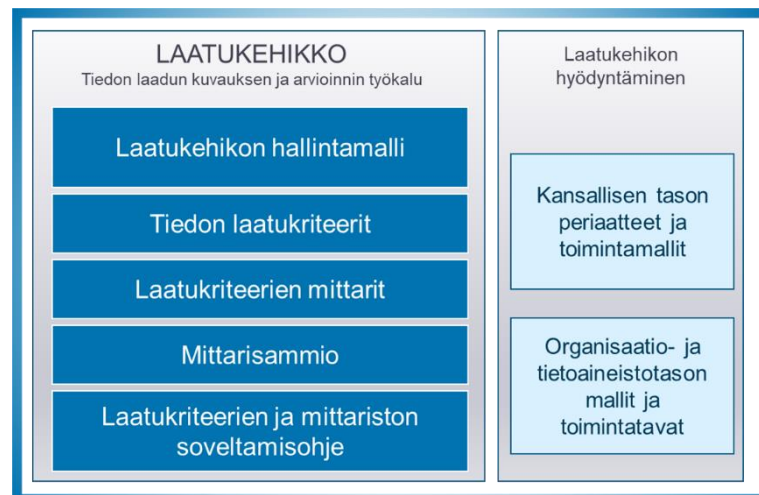 LAATUKEHIKKO
Tiedon laadun kuvauksen ja arvioinnin työkalu
Laatukehikon hallintamalli
Tiedon laatukriteerit
Laatukriteerien mittarit
Mittarisammio
Laatukriteerien ja mittariston
soveltamisohje
Laatukehikon
hyödyntäminen
Kansallisen tason
periaatteet ja
toimintamallit
Organisaatio- ja
tietoaineistotason
mallit ja
toimintatavat